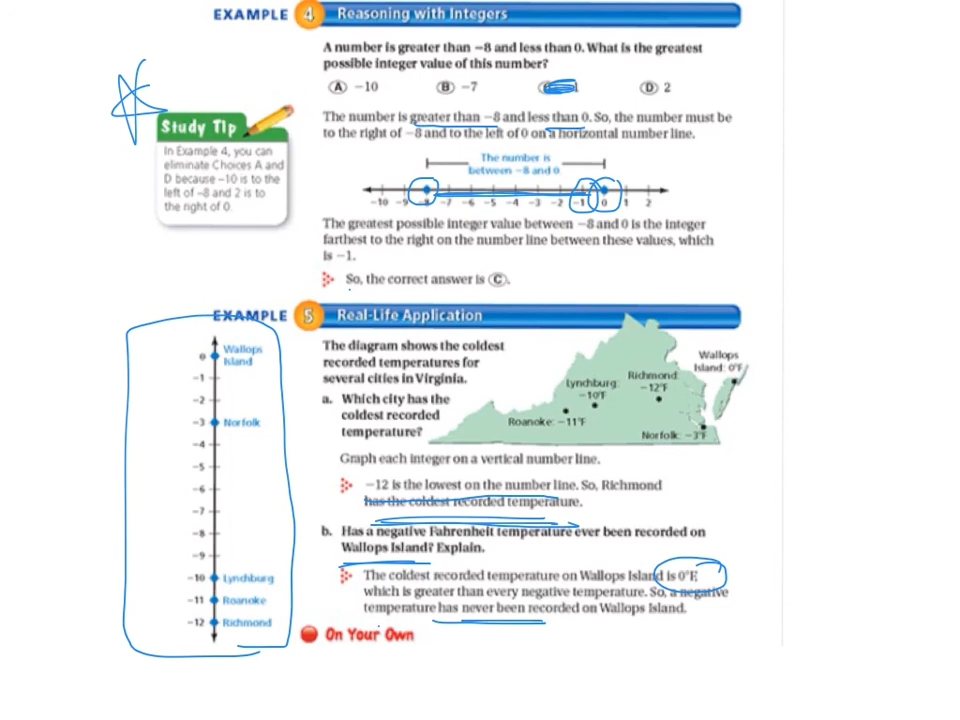 EXAMPLE 4 Reasoning with Integers
A number is greater than −8 and less than 0. What is the greatest
possible integer value of this number?
A −10 B −7 1 D 2
The number is greater than −8 and less than 0. So, the number must be
to the right of −8 and to the left of 0 on a horizontal number line.
Study Tip
In Example 4, you can
eliminate Choices A and
D because −10 is to the
left of −8 and 2 is to
the right of 0.
The number is
between −8 and 0.
−10 −9 −8 −7 −6 −5 −4 −3 −2 −1 0 1 2
The greatest possible integer value between −8 and 0 is the integer
farthest to the right on the number line between these values, which
is −1.
So, the correct answer is C.
EXAMPLE 5 Real-Life Application
0 Wallops
Island
−1
−2
−3 Norfolk
−4
−5
−6
−7
−8
−9
−10 Lynchburg
−11 Roanoke
−12 Richmond
The diagram shows the coldest
recorded temperatures for
several cities in Virginia.
a. Which city has the
coldest recorded
temperature?
Wallops
Island: 0°F
Richmond:
−12°F
Lynchburg:
−10°F
Roanoke: −11°F
Norfolk: −3°F
Graph each integer on a vertical number line.
−12 is the lowest on the number line. So, Richmond
has the coldest recorded temperature.
b. Has a negative Fahrenheit temperature ever been recorded on
Wallops Island? Explain.
The coldest recorded temperature on Wallops Island is 0°F,
which is greater than every negative temperature. So, a negative
temperature has never been recorded on Wallops Island.
On Your Own